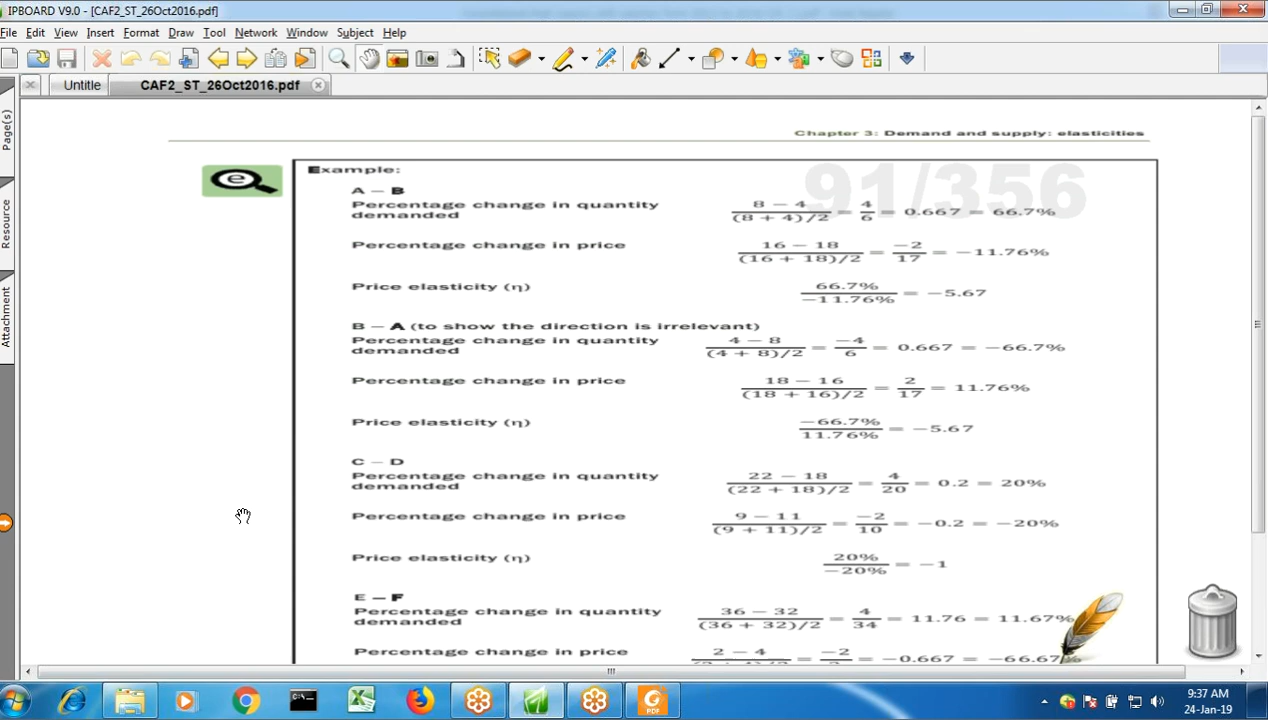 IPBOARD V9.0 - [CAF2_ST_26Oct2016.pdf]
File Edit View Insert Format Draw Tool Network Window Subject Help
Untitle CAF2_ST_26Oct2016.pdf
Page(s)
Resource
Attachment
Chapter 3: Demand and supply: elasticities
91/356
e
Example:
A – B
Percentage change in quantity demanded
8 − 4 / (8 + 4)/2 = 4/6 = 0.667 = 66.7%
Percentage change in price
16 − 18 / (16 + 18)/2 = −2/17 = −11.76%
Price elasticity (η)
66.7% / −11.76% = −5.67
B – A (to show the direction is irrelevant)
Percentage change in quantity demanded
4 − 8 / (4 + 8)/2 = −4/6 = 0.667 = −66.7%
Percentage change in price
18 − 16 / (18 + 16)/2 = 2/17 = 11.76%
Price elasticity (η)
−66.7% / 11.76% = −5.67
C – D
Percentage change in quantity demanded
22 − 18 / (22 + 18)/2 = 4/20 = 0.2 = 20%
Percentage change in price
9 − 11 / (9 + 11)/2 = −2/10 = −0.2 = −20%
Price elasticity (η)
20% / −20% = −1
E – F
Percentage change in quantity demanded
36 − 32 / (36 + 32)/2 = 4/34 = 11.76 = 11.67%
Percentage change in price
2 − 4 = −2 = −0.667 = −66.67%
C:\_
PDF
9:37 AM
24-Jan-19